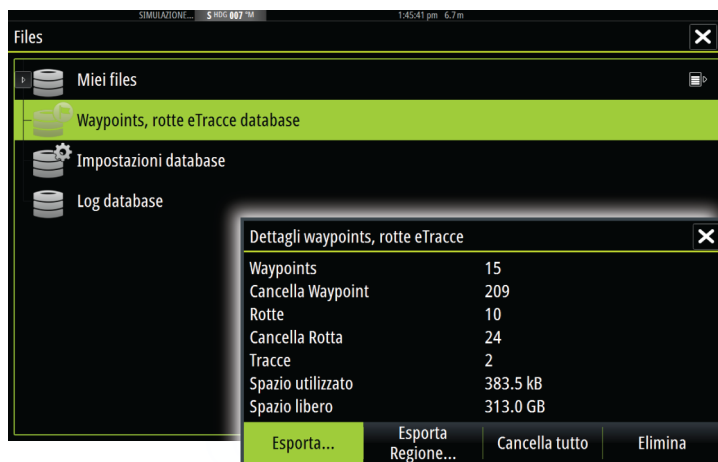 SIMULAZIONE... S HDG 007 °M 1:45:41 pm 6.7 m
Files
Miei files
Waypoints, rotte eTracce database
Impostazioni database
Log database
Dettagli waypoints, rotte eTracce
Waypoints 15
Cancella Waypoint 209
Rotte 10
Cancella Rotta 24
Tracce 2
Spazio utilizzato 383.5 kB
Spazio libero 313.0 GB
Esporta... Esporta Regione... Cancella tutto Elimina